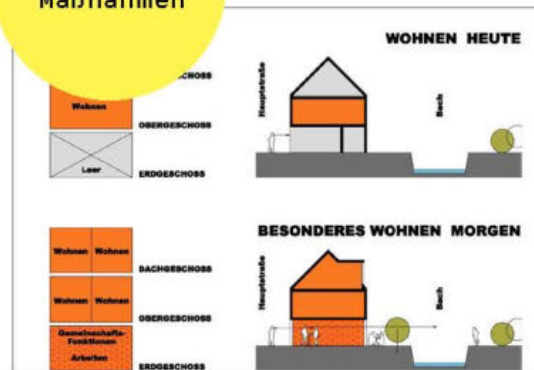 Maßnahmen
WOHNEN HEUTE
Wohnen
OBERGESCHOSS
Leer
ERDGESCHOSS
Hauptstraße
Bach
BESONDERES WOHNEN MORGEN
Wohnen Wohnen
DACHGESCHOSS
Wohnen Wohnen
OBERGESCHOSS
Gemeinschafts-
Funktionen
Arbeiten
ERDGESCHOSS
Hauptstraße
Bach